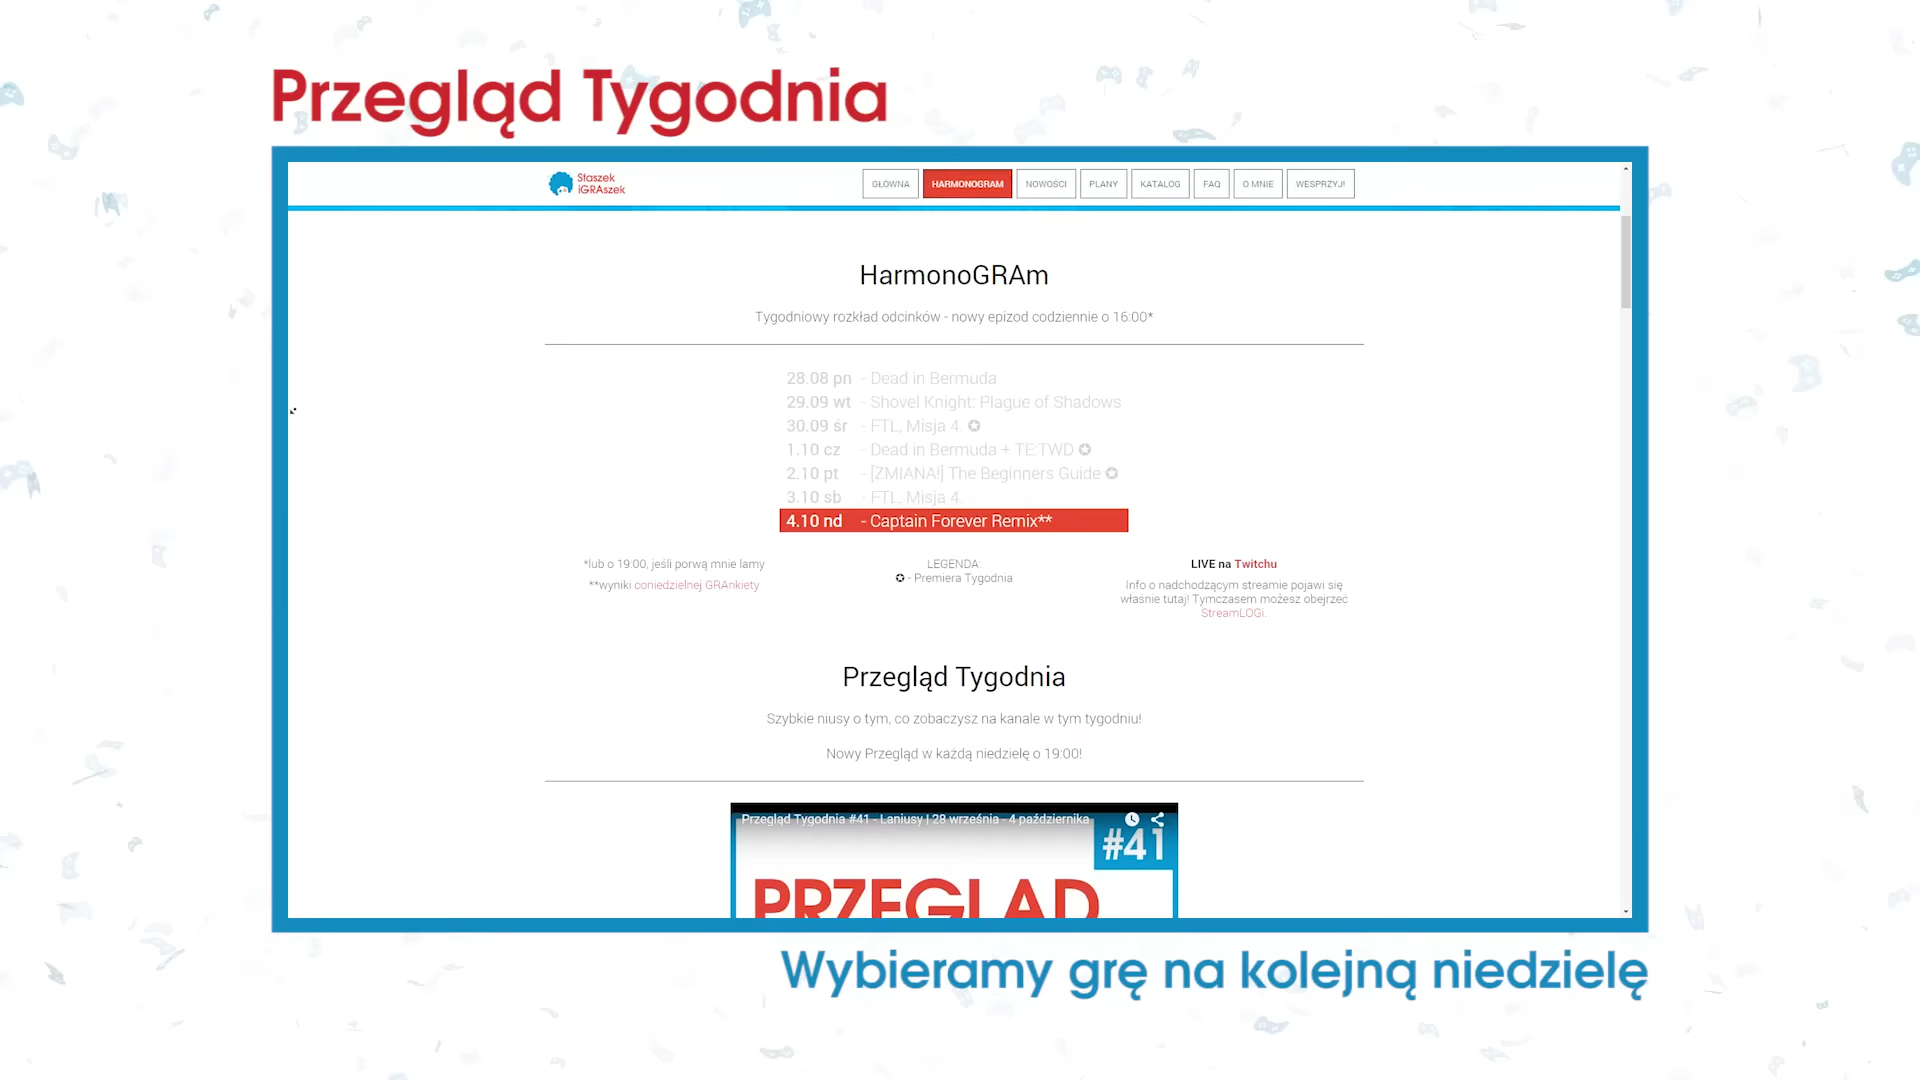 Przegląd Tygodnia
Staszek
iGRAszek
GŁÓWNA HARMONOGRAM NOWOŚCI PLANY KATALOG FAQ O MNIE WESPRZYJ!
HarmonoGRAm
Tygodniowy rozkład odcinków - nowy epizod codziennie o 16:00*
28.08 pn - Dead in Bermuda
29.09 wt - Shovel Knight: Plague of Shadows
30.09 śr - FTL, Misja 4. ✪
1.10 cz - Dead in Bermuda + TE:TWD ✪
2.10 pt - [ZMIANA!] The Beginners Guide ✪
3.10 sb - FTL, Misja 4.
4.10 nd - Captain Forever Remix**
*lub o 19:00, jeśli porwą mnie lamy
**wyniki coniedzielnej GRAnkiety
LEGENDA:
✪ - Premiera Tygodnia
LIVE na Twitchu
Info o nadchodzącym streamie pojawi się
właśnie tutaj! Tymczasem możesz obejrzeć
StreamLOGi.
Przegląd Tygodnia
Szybkie niusy o tym, co zobaczysz na kanale w tym tygodniu!
Nowy Przegląd w każdą niedzielę o 19:00!
Przegląd Tygodnia #41 - Laniusy | 28 września - 4 października
#41
PRZEGLĄD
Wybieramy grę na kolejną niedzielę